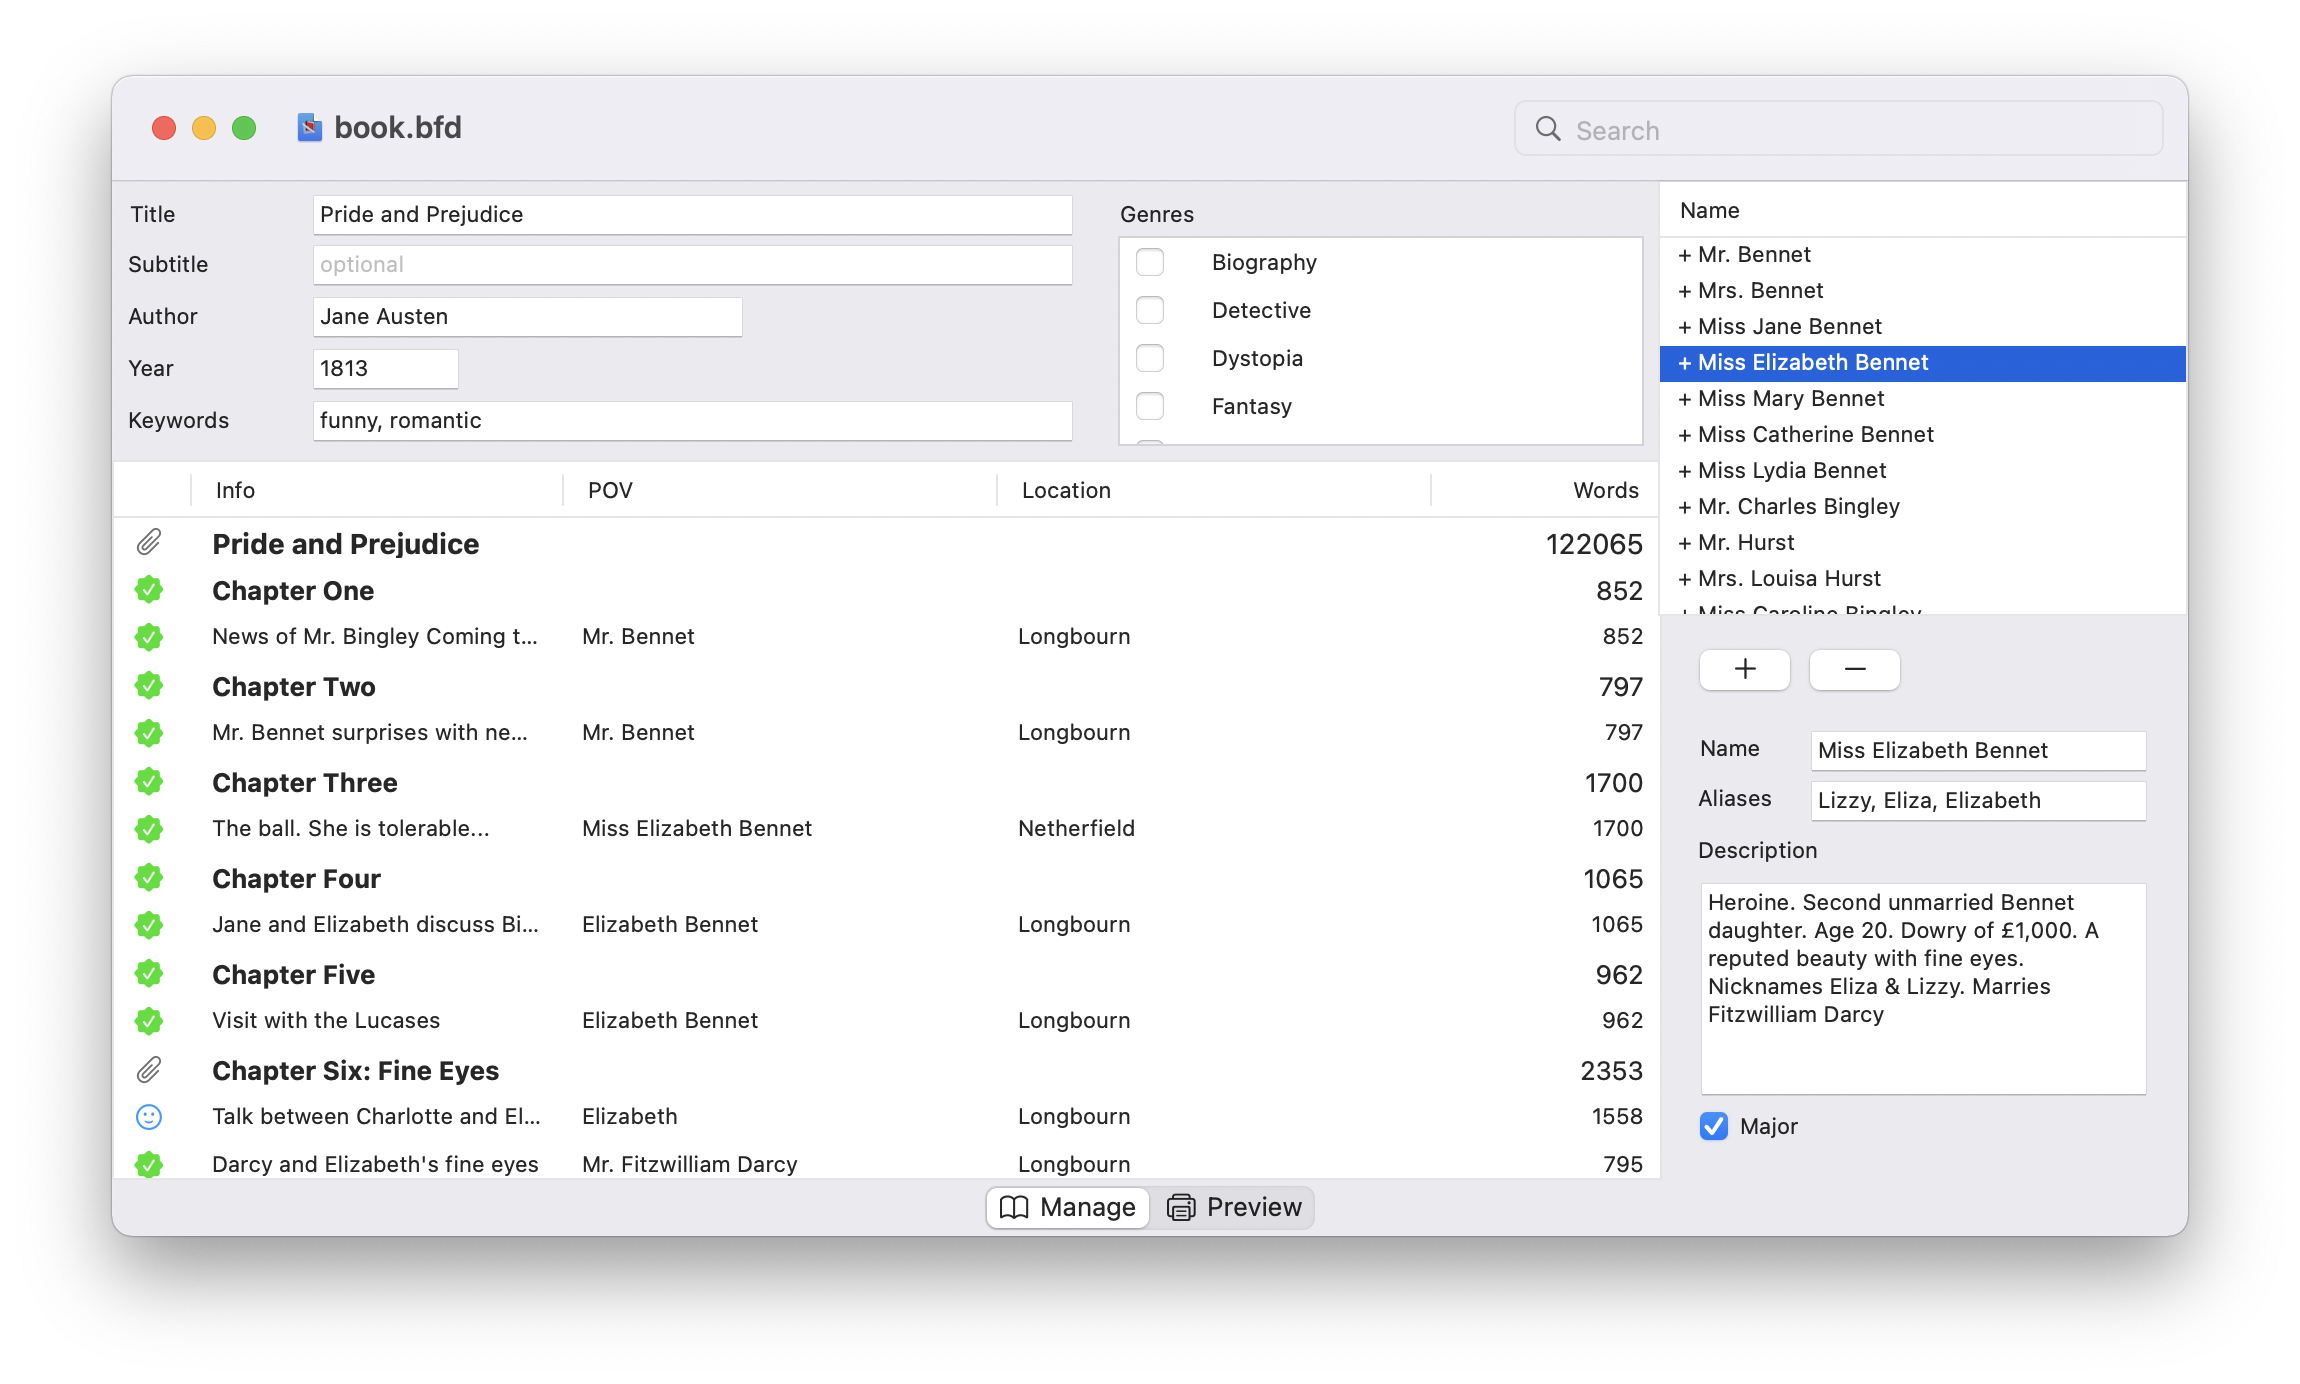 book.bfd
Search
Title
Pride and Prejudice
Subtitle
optional
Author
Jane Austen
Year
1813
Keywords
funny, romantic
Genres
Biography
Detective
Dystopia
Fantasy
Info POV Location Words
Pride and Prejudice 122065
Chapter One 852
News of Mr. Bingley Coming t... Mr. Bennet Longbourn 852
Chapter Two 797
Mr. Bennet surprises with ne... Mr. Bennet Longbourn 797
Chapter Three 1700
The ball. She is tolerable... Miss Elizabeth Bennet Netherfield 1700
Chapter Four 1065
Jane and Elizabeth discuss Bi... Elizabeth Bennet Longbourn 1065
Chapter Five 962
Visit with the Lucases Elizabeth Bennet Longbourn 962
Chapter Six: Fine Eyes 2353
Talk between Charlotte and El... Elizabeth Longbourn 1558
Darcy and Elizabeth's fine eyes Mr. Fitzwilliam Darcy Longbourn 795
Name
+ Mr. Bennet
+ Mrs. Bennet
+ Miss Jane Bennet
+ Miss Elizabeth Bennet
+ Miss Mary Bennet
+ Miss Catherine Bennet
+ Miss Lydia Bennet
+ Mr. Charles Bingley
+ Mr. Hurst
+ Mrs. Louisa Hurst
+ Miss Caroline Bingley
+ −
Name
Miss Elizabeth Bennet
Aliases
Lizzy, Eliza, Elizabeth
Description
Heroine. Second unmarried Bennet
daughter. Age 20. Dowry of £1,000. A
reputed beauty with fine eyes.
Nicknames Eliza & Lizzy. Marries
Fitzwilliam Darcy
Major
Manage Preview